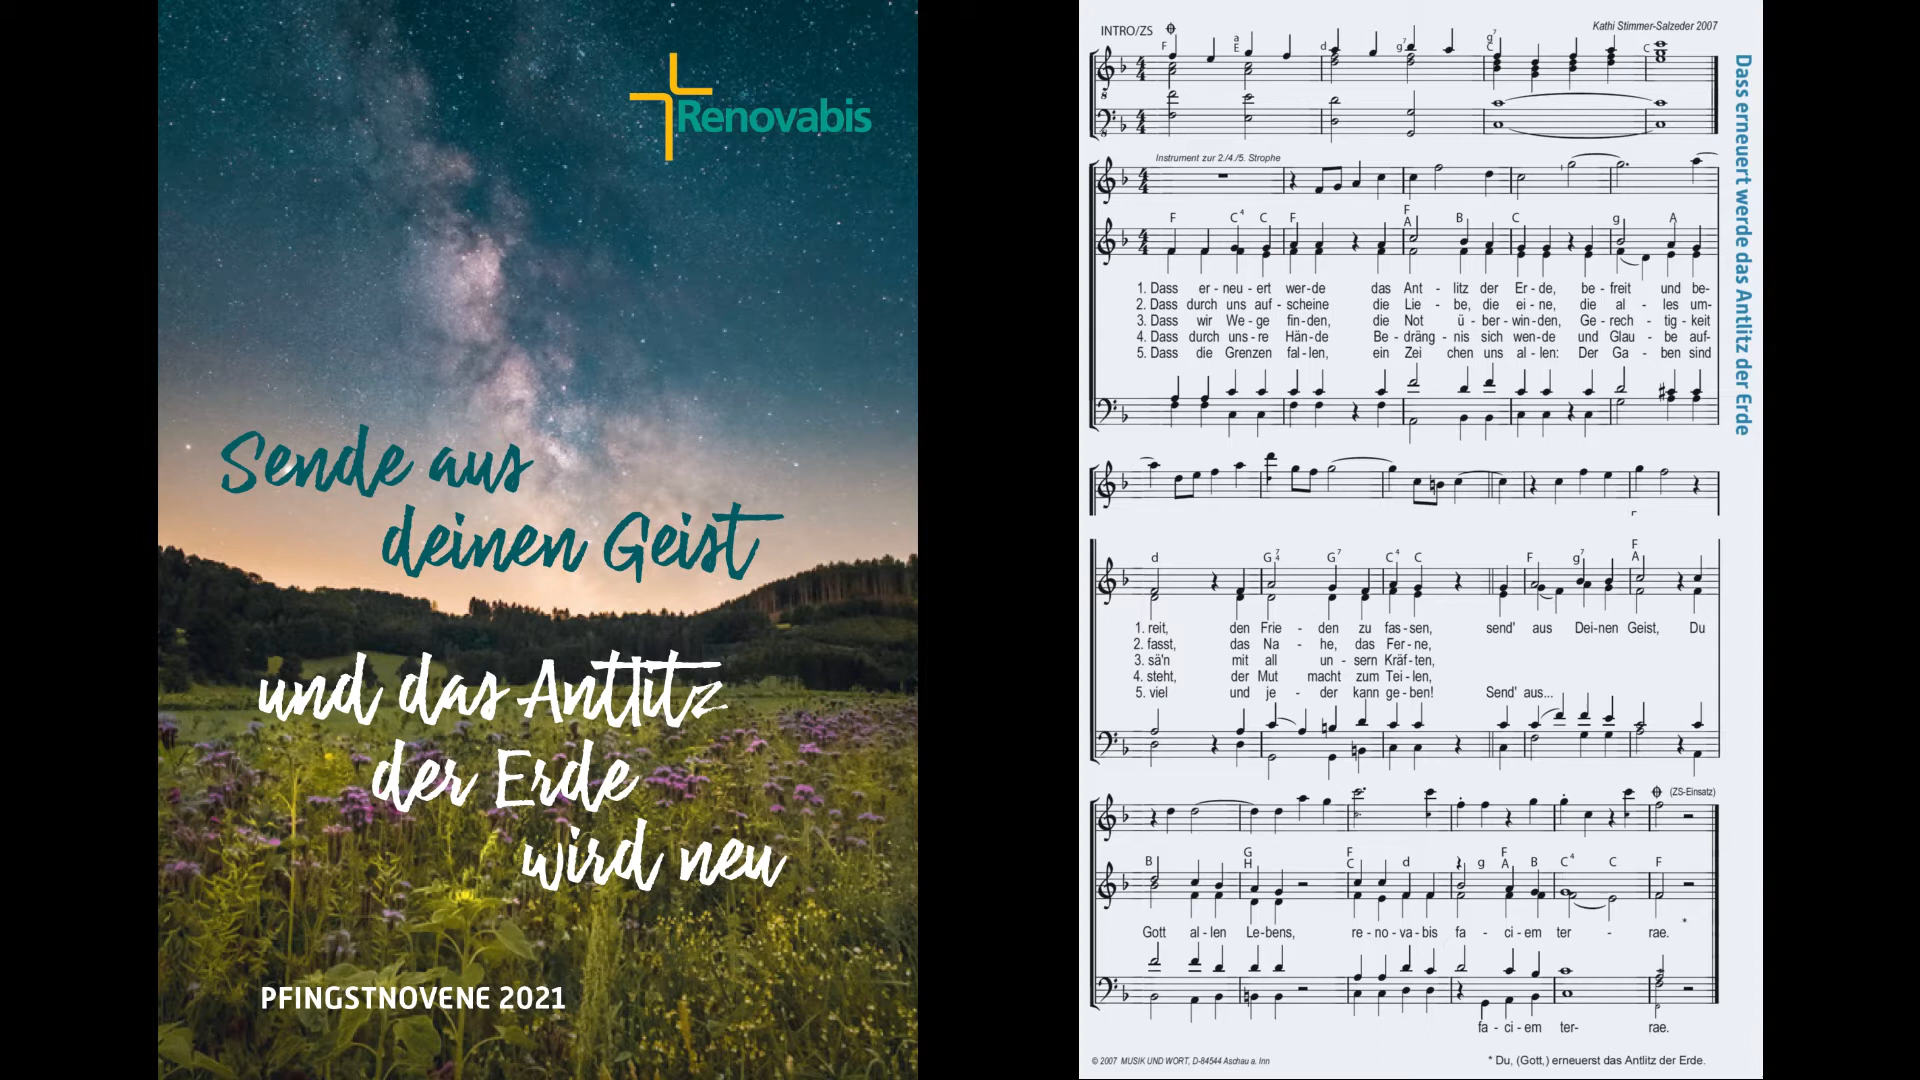 Renovabis
Sende aus
deinen Geist
und das Antlitz
der Erde
wird neu
PFINGSTNOVENE 2021
INTRO/ZS
Kathi Stimmer-Salzeder 2007
Dass erneuert werde das Antlitz der Erde
Instrument zur 2./4./5. Strophe
F C4 C F F A B C g A
1. Dass er - neu - ert wer - de das Ant - litz der Er - de, be - freit und be-
2. Dass durch uns auf - scheine die Lie - be, die ei - ne, die al - les um-
3. Dass wir We - ge fin - den, die Not ü - ber - win - den, Ge - rech - tig - keit
4. Dass durch uns - re Hän - de Be - dräng - nis sich wen - de und Glau - be auf-
5. Dass die Grenzen fal - len, ein Zei chen uns al - len: Der Ga - ben sind
d G 7 4 G7 C4 C F g7 F A
1. reit, den Frie - den zu fas - sen, send' aus Dei - nen Geist, Du
2. fasst, das Na - he, das Fer - ne,
3. sä'n mit all un - sern Kräf - ten,
4. steht, der Mut macht zum Tei - len,
5. viel und je - der kann ge - ben! Send' aus...
(ZS-Einsatz)
B G H F C d g F A B C4 C F
Gott al - len Le - bens, re - no - va - bis fa - ci - em ter - rae. *
fa - ci - em ter- rae.
© 2007 MUSIK UND WORT, D-84544 Aschau a. Inn
* Du, (Gott,) erneuerst das Antlitz der Erde.